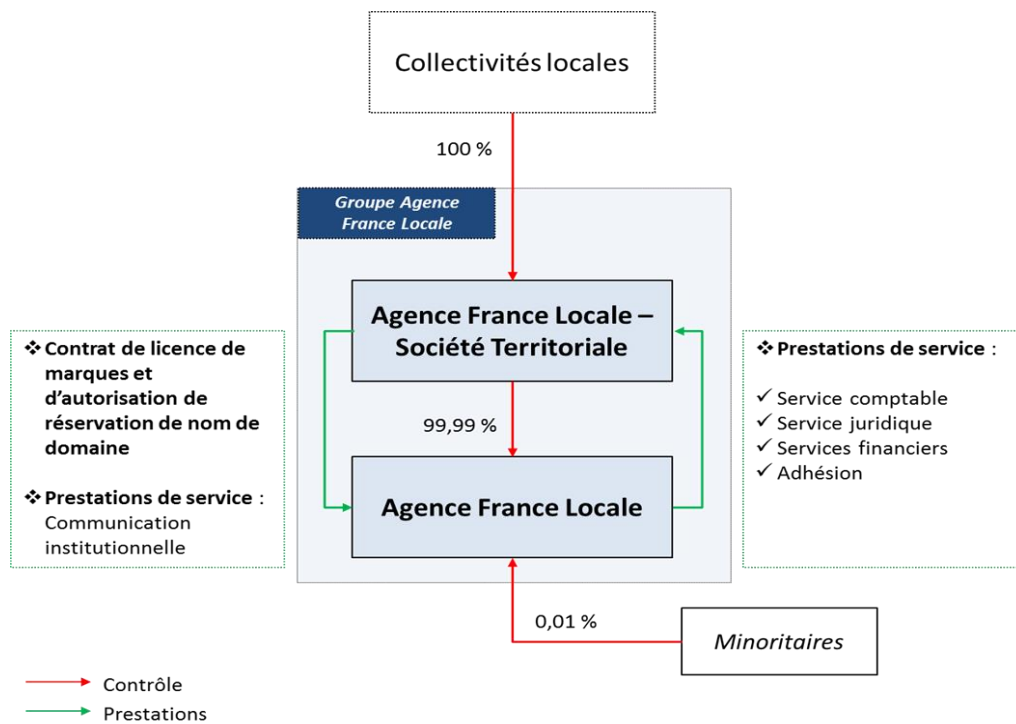 Collectivités locales
100 %
Groupe Agence
France Locale
Agence France Locale –
Société Territoriale
❖ Contrat de licence de
marques et
d'autorisation de
réservation de nom de
domaine
❖ Prestations de service :
Communication
institutionnelle
99,99 %
❖ Prestations de service :
✓ Service comptable
✓ Service juridique
✓ Services financiers
✓ Adhésion
Agence France Locale
0,01 %
Minoritaires
Contrôle
Prestations